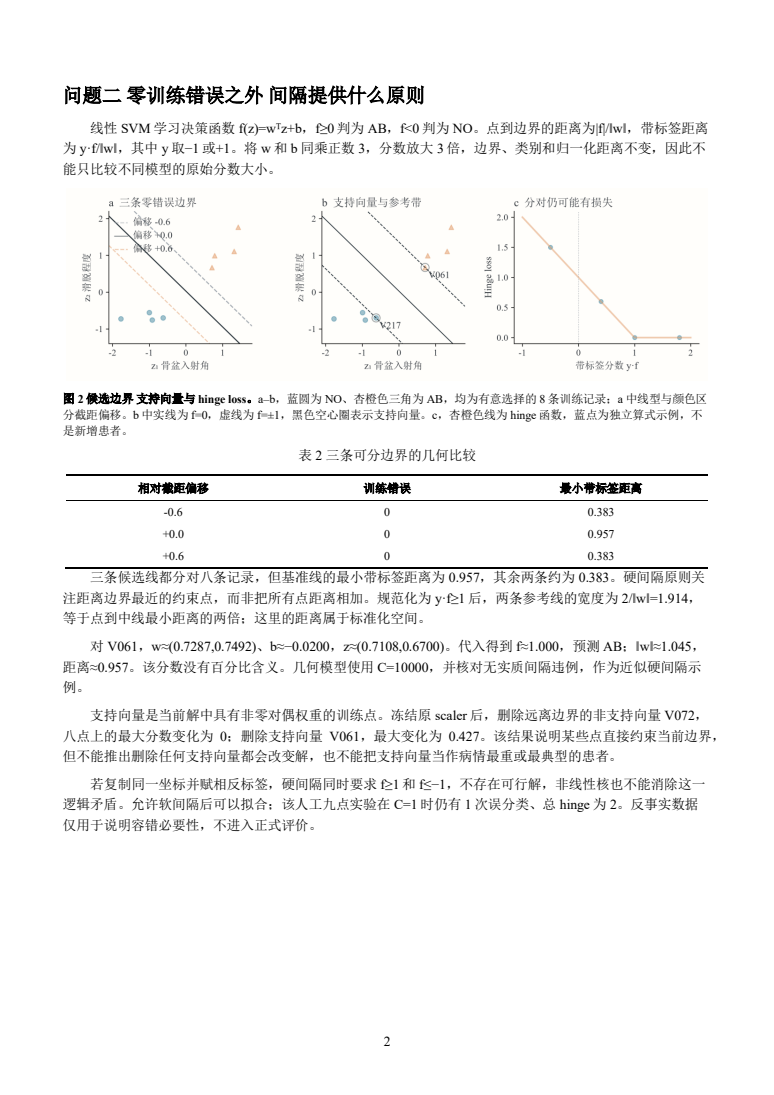 问题二 零训练错误之外 间隔提供什么原则
线性 SVM 学习决策函数 f(z)=wᵀz+b，f≥0 判为 AB，f<0 判为 NO。点到边界的距离为|f|/‖w‖，带标签距离
为 y·f/‖w‖，其中 y 取−1 或+1。将 w 和 b 同乘正数 3，分数放大 3 倍，边界、类别和归一化距离不变，因此不
能只比较不同模型的原始分数大小。
a 三条零错误边界
偏移 -0.6
偏移 +0.0
偏移 +0.6
2
1
0
-1
z₂ 滑脱程度
-2 -1 0 1
z₁ 骨盆入射角
b 支持向量与参考带
2
1
0
-1
z₂ 滑脱程度
V061
V217
-2 -1 0 1
z₁ 骨盆入射角
c 分对仍可能有损失
2.0
1.5
1.0
0.5
0.0
Hinge loss
-1 0 1 2
带标签分数 y·f
图 2 候选边界 支持向量与 hinge loss。a–b，蓝圆为 NO、杏橙色三角为 AB，均为有意选择的 8 条训练记录；a 中线型与颜色区
分截距偏移。b 中实线为 f=0，虚线为 f=±1，黑色空心圈表示支持向量。c，杏橙色线为 hinge 函数，蓝点为独立算式示例，不
是新增患者。
表 2 三条可分边界的几何比较
相对截距偏移 训练错误 最小带标签距离
-0.6 0 0.383
+0.0 0 0.957
+0.6 0 0.383
三条候选线都分对八条记录，但基准线的最小带标签距离为 0.957，其余两条约为 0.383。硬间隔原则关
注距离边界最近的约束点，而非把所有点距离相加。规范化为 y·f≥1 后，两条参考线的宽度为 2/‖w‖=1.914，
等于点到中线最小距离的两倍；这里的距离属于标准化空间。
对 V061，w≈(0.7287,0.7492)、b≈−0.0200，z≈(0.7108,0.6700)。代入得到 f≈1.000，预测 AB；‖w‖≈1.045，
距离≈0.957。该分数没有百分比含义。几何模型使用 C=10000，并核对无实质间隔违例，作为近似硬间隔示
例。
支持向量是当前解中具有非零对偶权重的训练点。冻结原 scaler 后，删除远离边界的非支持向量 V072，
八点上的最大分数变化为 0；删除支持向量 V061，最大变化为 0.427。该结果说明某些点直接约束当前边界，
但不能推出删除任何支持向量都会改变解，也不能把支持向量当作病情最重或最典型的患者。
若复制同一坐标并赋相反标签，硬间隔同时要求 f≥1 和 f≤−1，不存在可行解，非线性核也不能消除这一
逻辑矛盾。允许软间隔后可以拟合；该人工九点实验在 C=1 时仍有 1 次误分类、总 hinge 为 2。反事实数据
仅用于说明容错必要性，不进入正式评价。
2